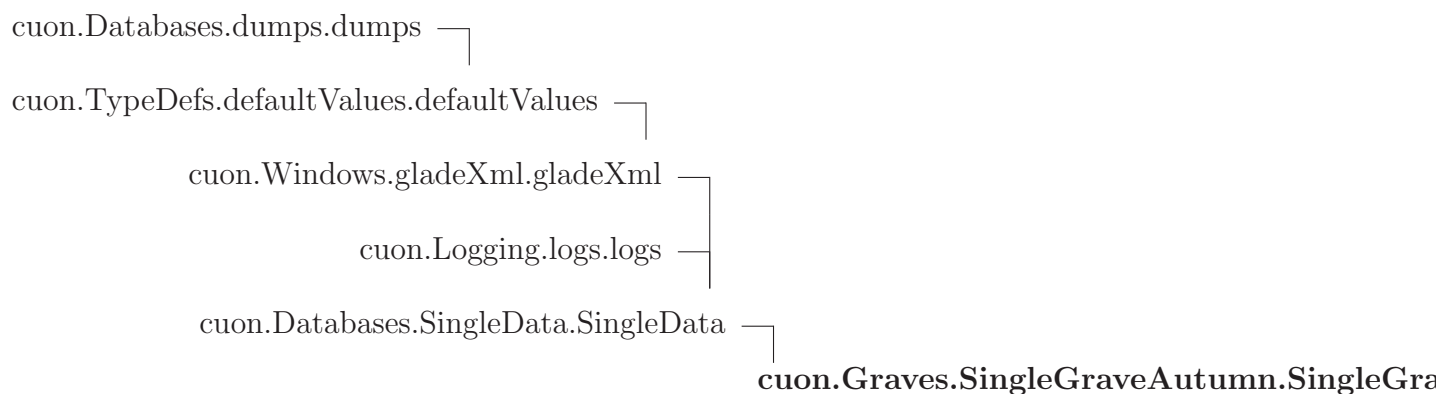 cuon.Databases.dumps.dumps
cuon.TypeDefs.defaultValues.defaultValues
cuon.Windows.gladeXml.gladeXml
cuon.Logging.logs.logs
cuon.Databases.SingleData.SingleData
cuon.Graves.SingleGraveAutumn.SingleGra